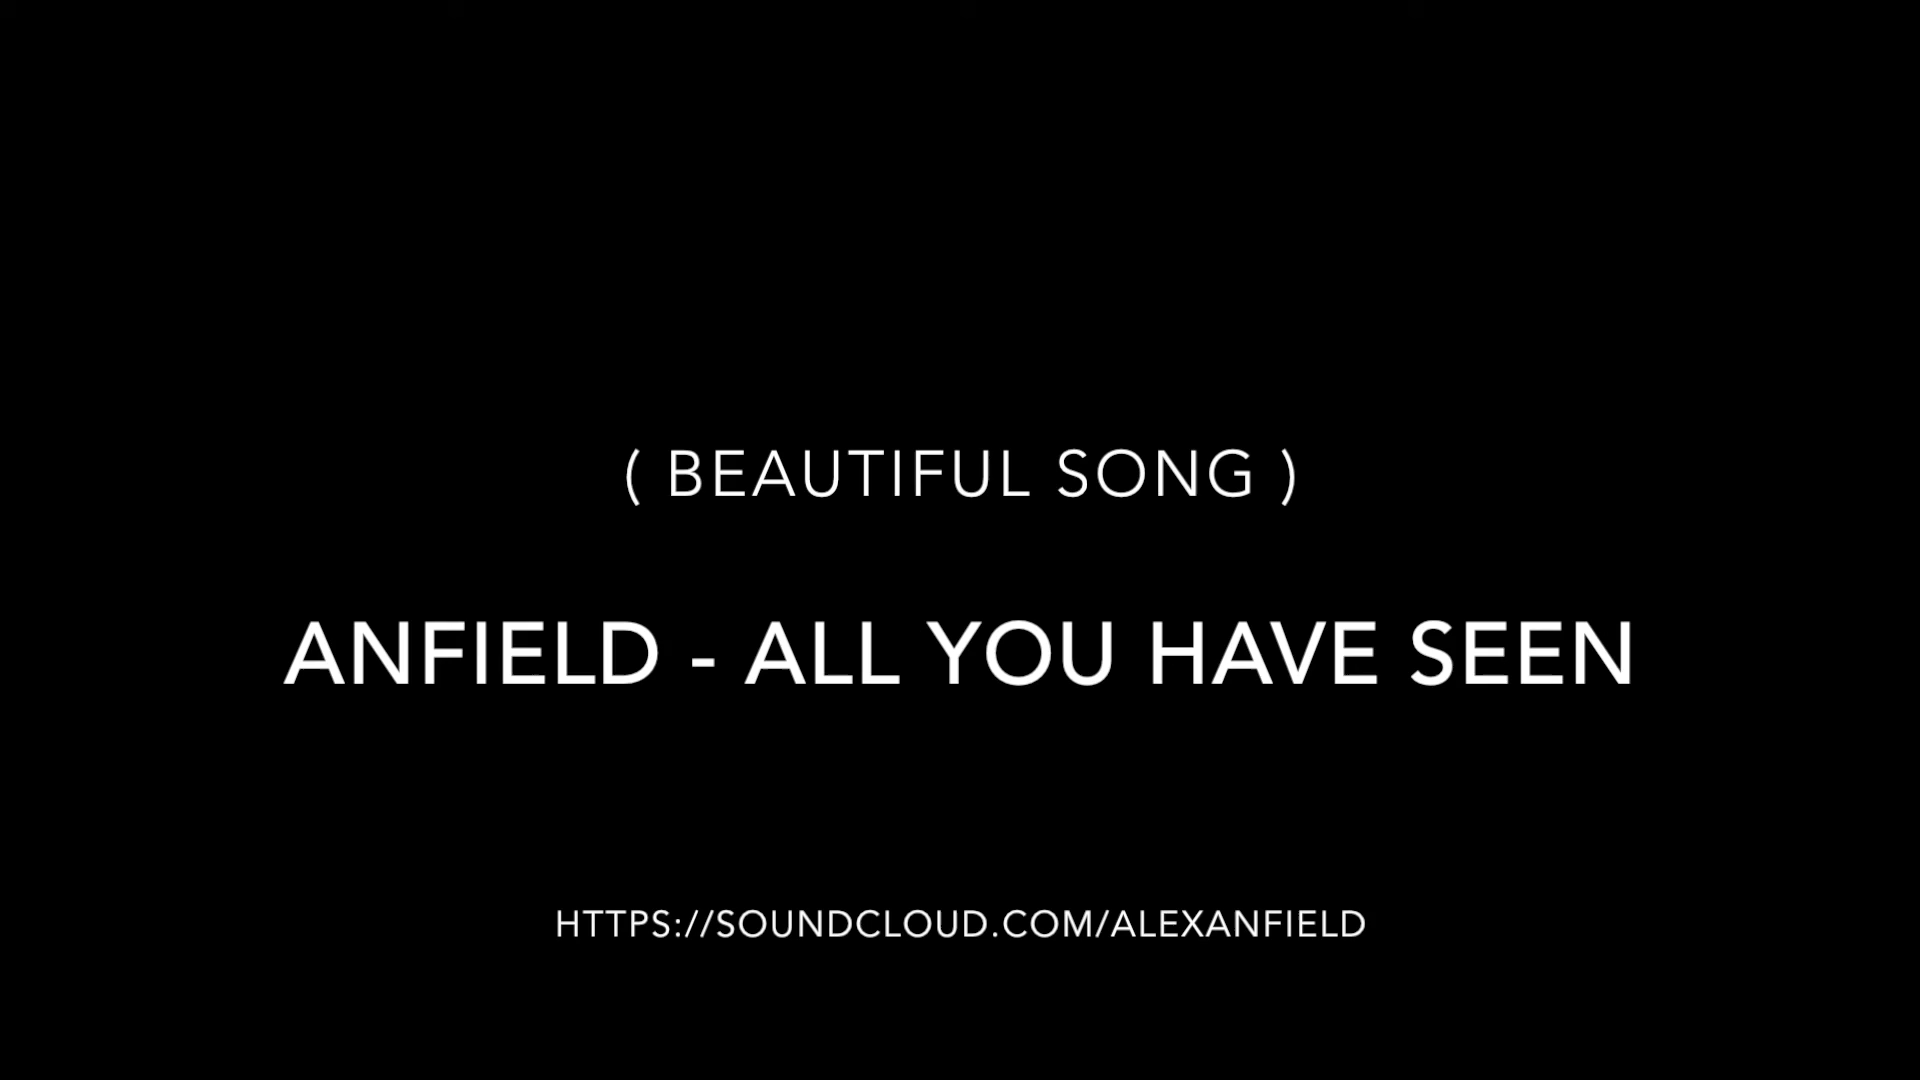 ( BEAUTIFUL SONG )
ANFIELD - ALL YOU HAVE SEEN
HTTPS://SOUNDCLOUD.COM/ALEXANFIELD